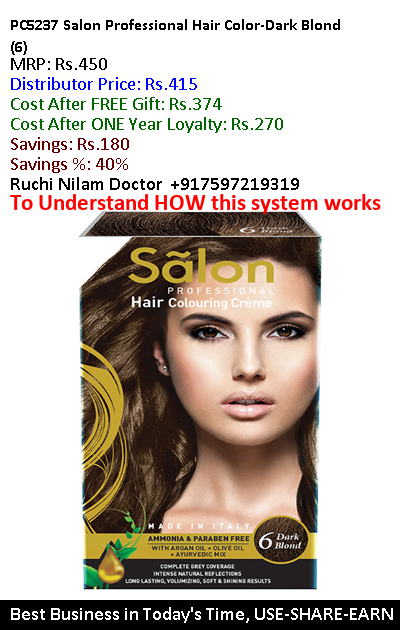 PC5237 Salon Professional Hair Color-Dark Blond
(6)
MRP: Rs.450
Distributor Price: Rs.415
Cost After FREE Gift: Rs.374
Cost After ONE Year Loyalty: Rs.270
Savings: Rs.180
Savings %: 40%
Ruchi Nilam Doctor +917597219319
To Understand HOW this system works
6 Dark
Blond
Sãlon
PROFESSIONAL
Hair Colouring Crème
MADE IN ITALY
AMMONIA & PARABEN FREE
WITH ARGAN OIL + OLIVE OIL
+ AYURVEDIC MIX
6 Dark
Blond
COMPLETE GREY COVERAGE
INTENSE NATURAL REFLECTIONS
LONG LASTING, VOLUMIZING, SOFT & SHINING RESULTS
Best Business in Today's Time, USE-SHARE-EARN